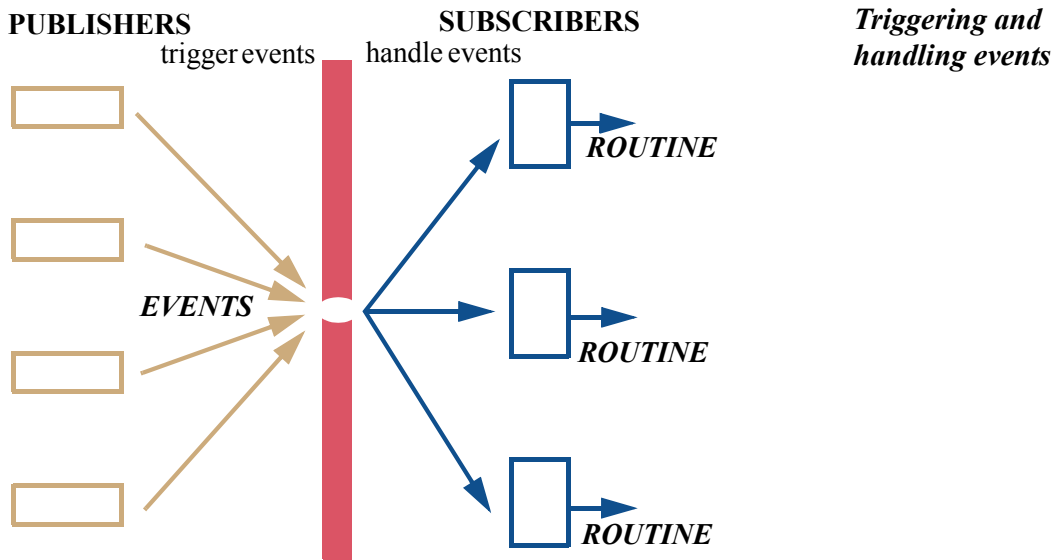 PUBLISHERS
trigger events
SUBSCRIBERS
handle events
Triggering and
handling events
ROUTINE
EVENTS
ROUTINE
ROUTINE